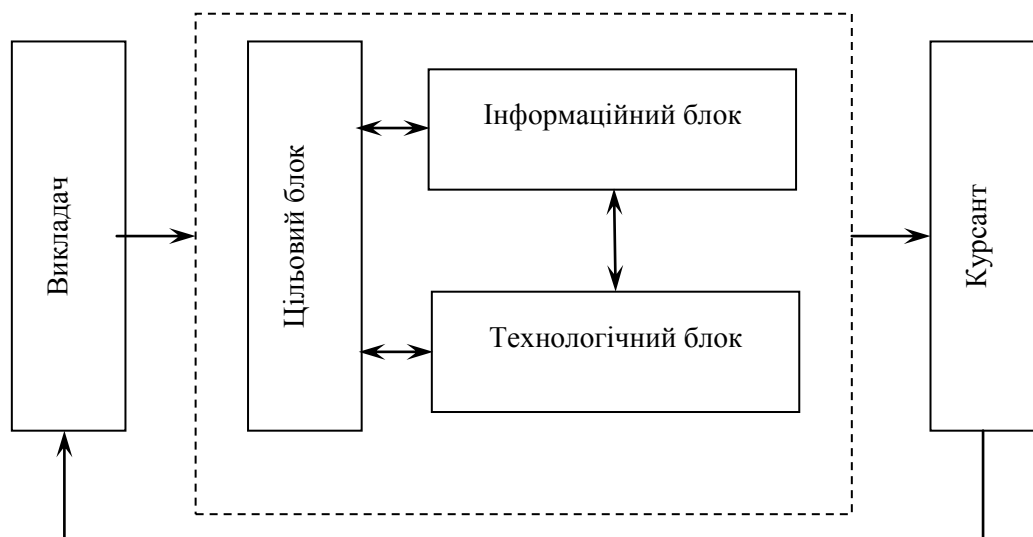 Викладач
Цільовий блок
Інформаційний блок
Технологічний блок
Курсант